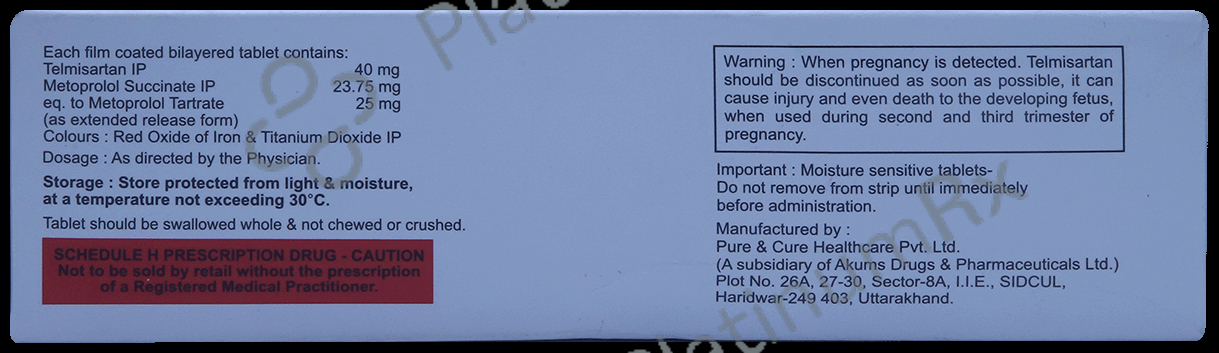 Each film coated bilayered tablet contains:
Telmisartan IP 40 mg
Metoprolol Succinate IP 23.75 mg
eq. to Metoprolol Tartrate 25 mg
(as extended release form)
Colours : Red Oxide of Iron & Titanium Dioxide IP
Dosage : As directed by the Physician.
Storage : Store protected from light & moisture,
at a temperature not exceeding 30°C.
Tablet should be swallowed whole & not chewed or crushed.
SCHEDULE H PRESCRIPTION DRUG - CAUTION
Not to be sold by retail without the prescription
of a Registered Medical Practitioner.
Warning : When pregnancy is detected. Telmisartan
should be discontinued as soon as possible, it can
cause injury and even death to the developing fetus,
when used during second and third trimester of
pregnancy.
Important : Moisture sensitive tablets-
Do not remove from strip until immediately
before administration.
Manufactured by :
Pure & Cure Healthcare Pvt. Ltd.
(A subsidiary of Akums Drugs & Pharmaceuticals Ltd.)
Plot No. 26A, 27-30, Sector-8A, I.I.E., SIDCUL,
Haridwar-249 403, Uttarakhand.
Platin
PlatinumRx